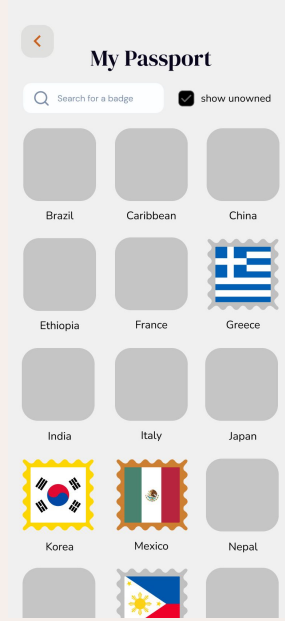 My Passport
Search for a badge
show unowned
Brazil
Caribbean
China
Ethiopia
France
Greece
India
Italy
Japan
Korea
Mexico
Nepal